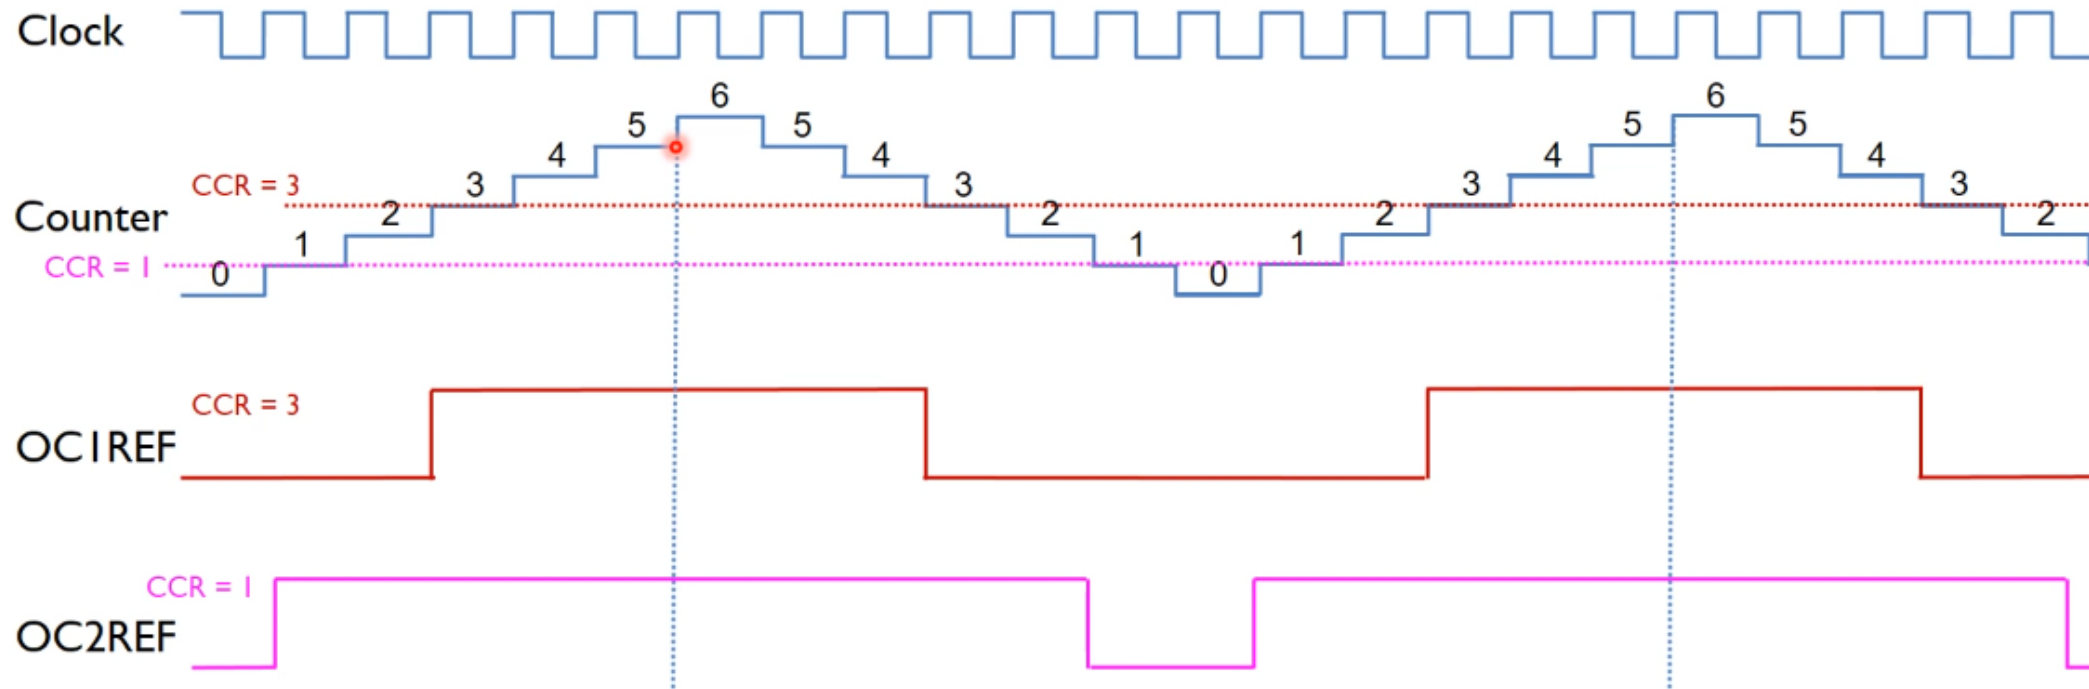 Clock
6 6
5 5 5 5
4 4 4 4
CCR = 3 3 3 3 3
Counter 2 2 2 2
1 1 1
CCR = 1 0 0
CCR = 3
OC1REF
CCR = 1
OC2REF